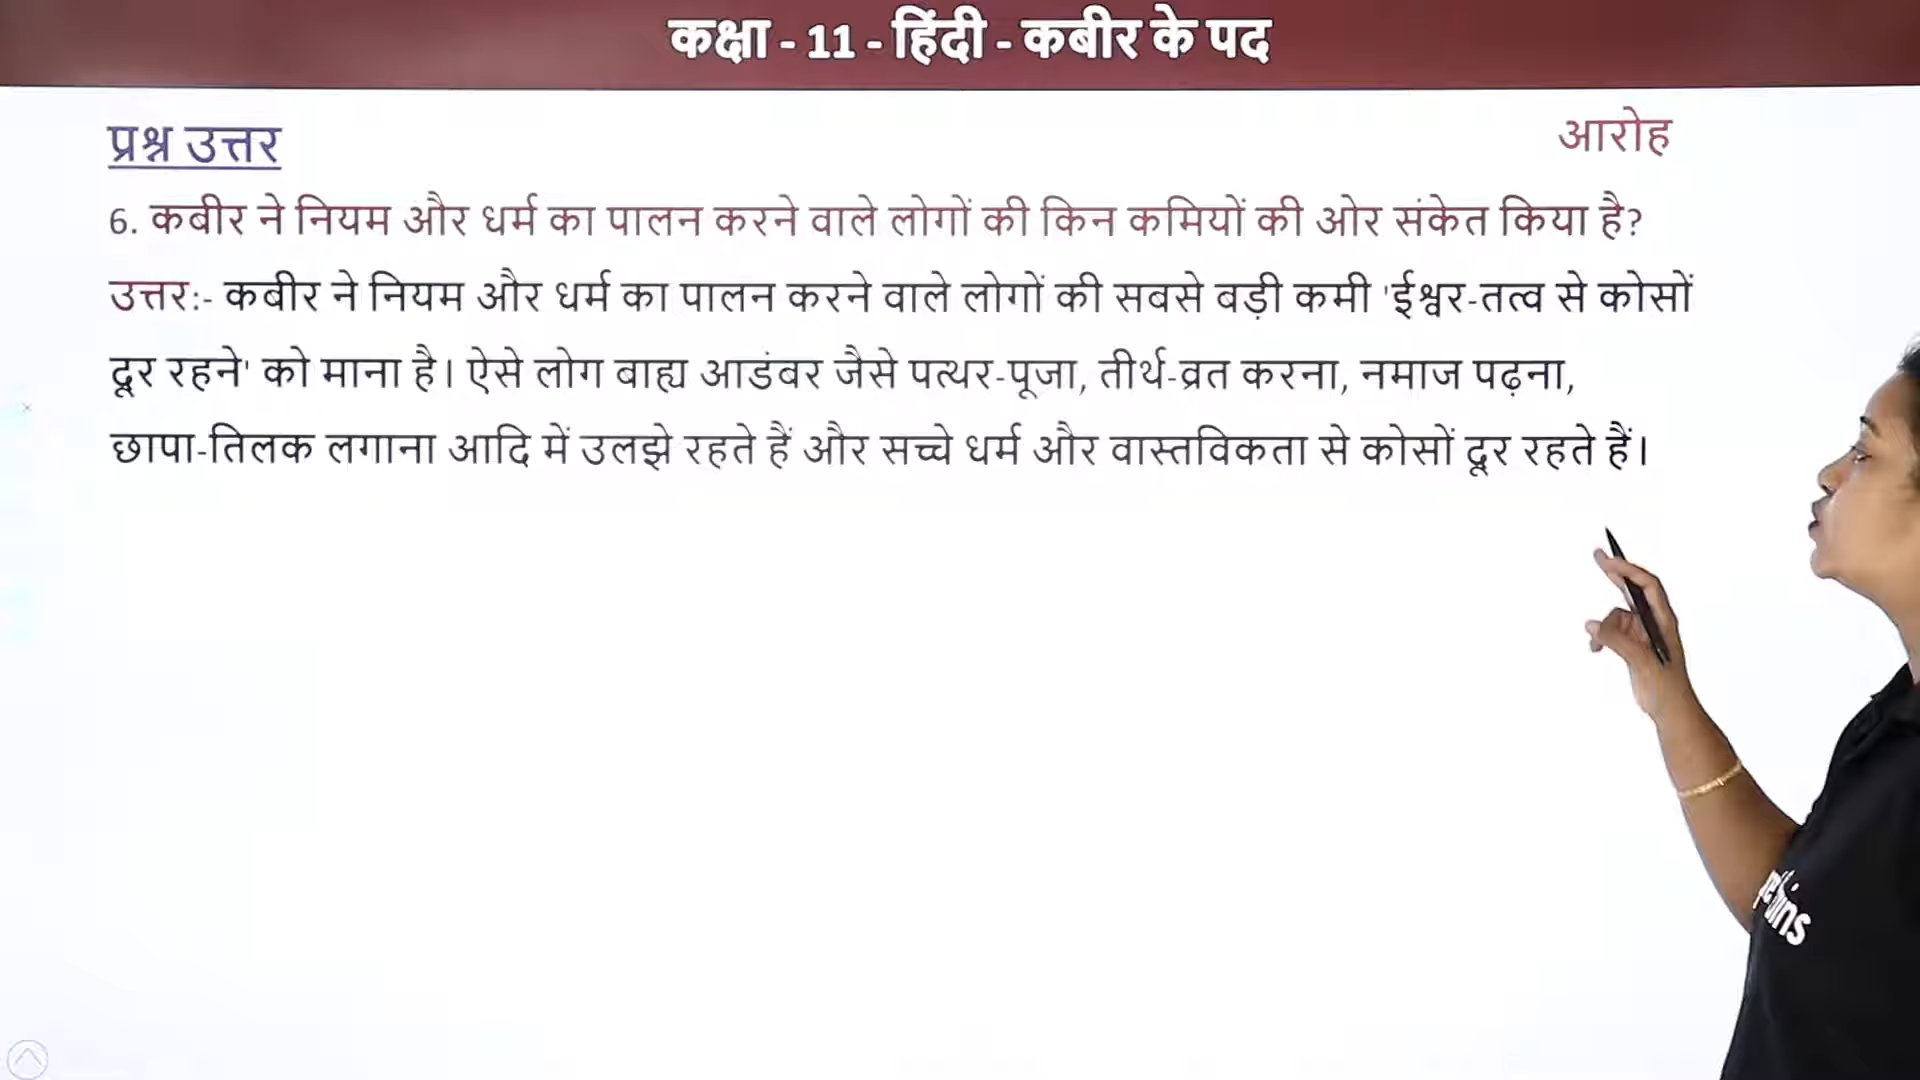 कक्षा - 11 - हिंदी - कबीर के पद
प्रश्न उत्तर
आरोह
6. कबीर ने नियम और धर्म का पालन करने वाले लोगों की किन कमियों की ओर संकेत किया है?
उत्तर:- कबीर ने नियम और धर्म का पालन करने वाले लोगों की सबसे बड़ी कमी 'ईश्वर-तत्व से कोसों
दूर रहने' को माना है। ऐसे लोग बाह्य आडंबर जैसे पत्थर-पूजा, तीर्थ-व्रत करना, नमाज पढ़ना,
छापा-तिलक लगाना आदि में उलझे रहते हैं और सच्चे धर्म और वास्तविकता से कोसों दूर रहते हैं।